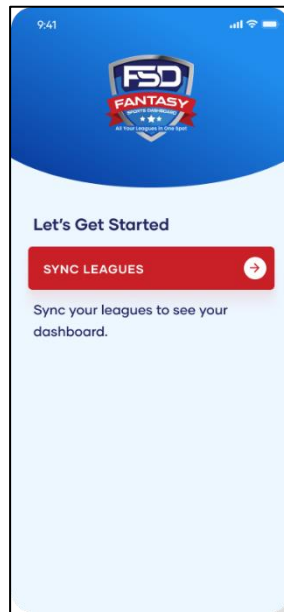 9:41
FSD
FANTASY
SPORTS DASHBOARD
All Your Leagues in One Spot
Let's Get Started
SYNC LEAGUES
Sync your leagues to see your
dashboard.